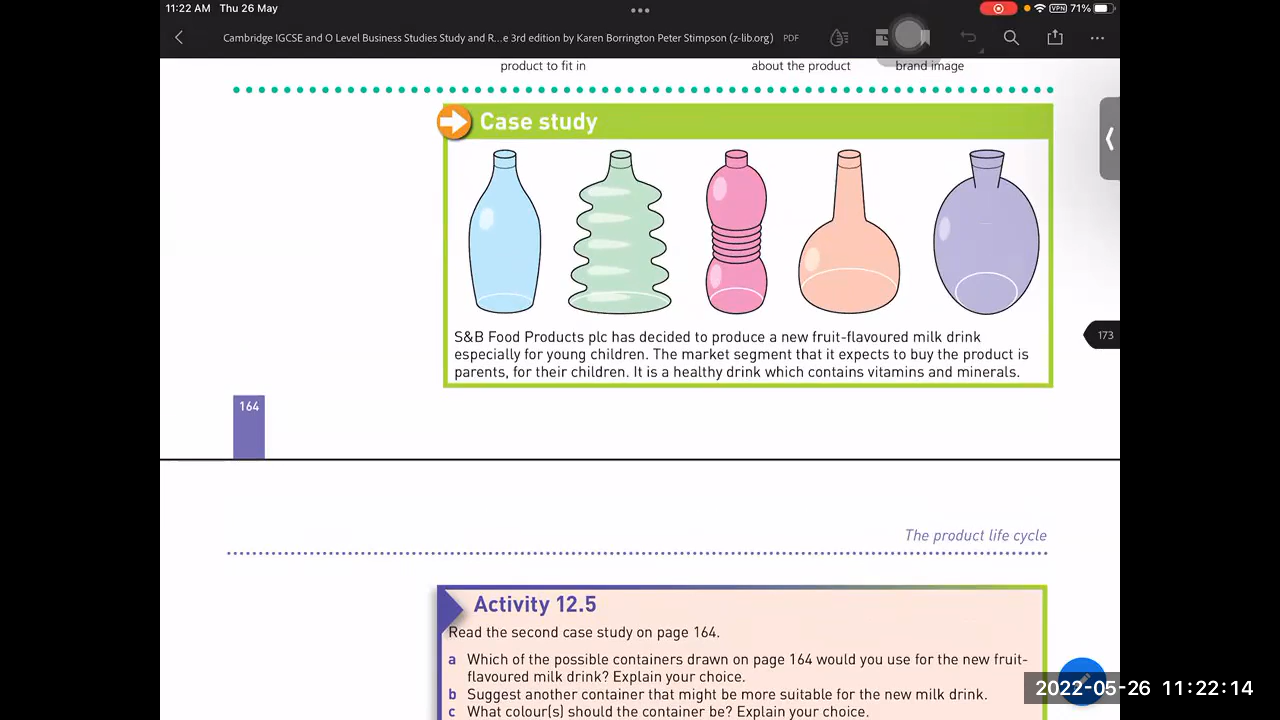 11:22 AM Thu 26 May
VPN 71%
Cambridge IGCSE and O Level Business Studies Study and R...e 3rd edition by Karen Borrington Peter Stimpson (z-lib.org) PDF
product to fit in about the product brand image
Case study
173
S&B Food Products plc has decided to produce a new fruit-flavoured milk drink
especially for young children. The market segment that it expects to buy the product is
parents, for their children. It is a healthy drink which contains vitamins and minerals.
164
The product life cycle
Activity 12.5
Read the second case study on page 164.
a Which of the possible containers drawn on page 164 would you use for the new fruit-
flavoured milk drink? Explain your choice.
b Suggest another container that might be more suitable for the new milk drink.
c What colour(s) should the container be? Explain your choice.
2022-05-26 11:22:14